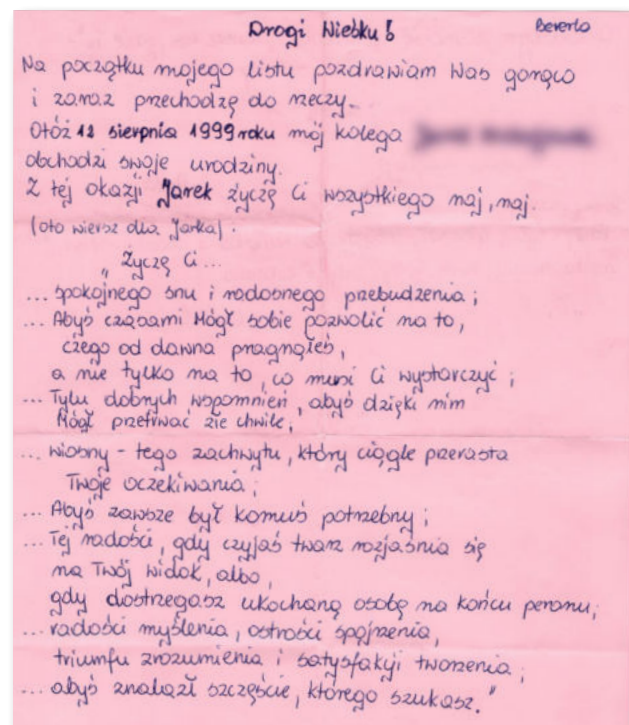 Drogi Niebku!
Beverlo
Na początku mojego listu pozdrawiam Was gorąco
i zaraz przechodzę do rzeczy.
Otóż 12 sierpnia 1999 roku mój kolega
obchodzi swoje urodziny.
Z tej okazji Jarek życzę Ci wszystkiego naj, naj.
(oto wiersz dla Jarka).
„Życzę Ci...
... spokojnego snu i radosnego przebudzenia;
... Abyś czasami Mógł sobie pozwolić na to,
czego od dawna pragnąłeś,
a nie tylko na to, co musi Ci wystarczyć;
... Tylu dobrych wspomnień, abyś dzięki nim
Mógł przetrwać złe chwile;
... wiosny - tego zachwytu, który ciągle przerasta
Twoje oczekiwania;
... Abyś zawsze był komuś potrzebny;
... Tej radości, gdy czyjaś twarz rozjaśnia się
na Twój widok, albo,
gdy dostrzegasz ukochaną osobę na końcu peronu;
... radości myślenia, ostrości spojrzenia,
triumfu zrozumienia i satysfakcji tworzenia;
... abyś znalazł szczęście, którego szukasz."